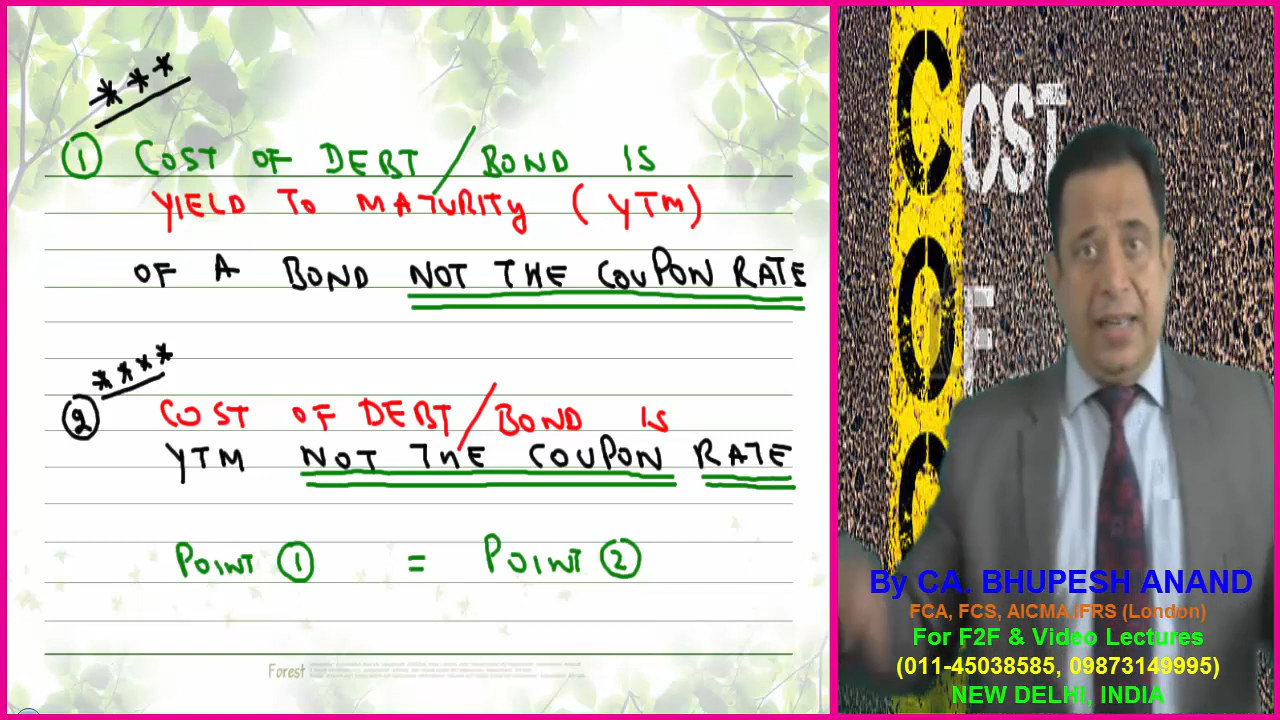 ***
① COST OF DEBT / BOND IS
YIELD TO MATURITY (YTM)
OF A BOND NOT THE COUPON RATE
****
② COST OF DEBT / BOND IS
YTM NOT THE COUPON RATE
POINT ① = POINT ②
Forest
COST
OF
C
O
C
By CA. BHUPESH ANAND
FCA, FCS, AICMA.IFRS (London)
For F2F & Video Lectures
(011-45038585, 09873149995)
NEW DELHI, INDIA